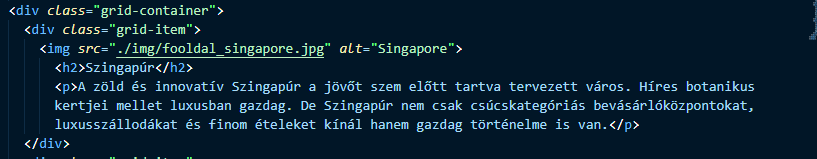 <div class="grid-container">
<div class="grid-item">
<img src="./img/fooldal_singapore.jpg" alt="Singapore">
<h2>Szingapúr</h2>
<p>A zöld és innovatív Szingapúr a jövőt szem előtt tartva tervezett város. Híres botanikus
kertjei mellet luxusban gazdag. De Szingapúr nem csak csúcskategóriás bevásárlóközpontokat,
luxusszállodákat és finom ételeket kínál hanem gazdag történelme is van.</p>
</div>